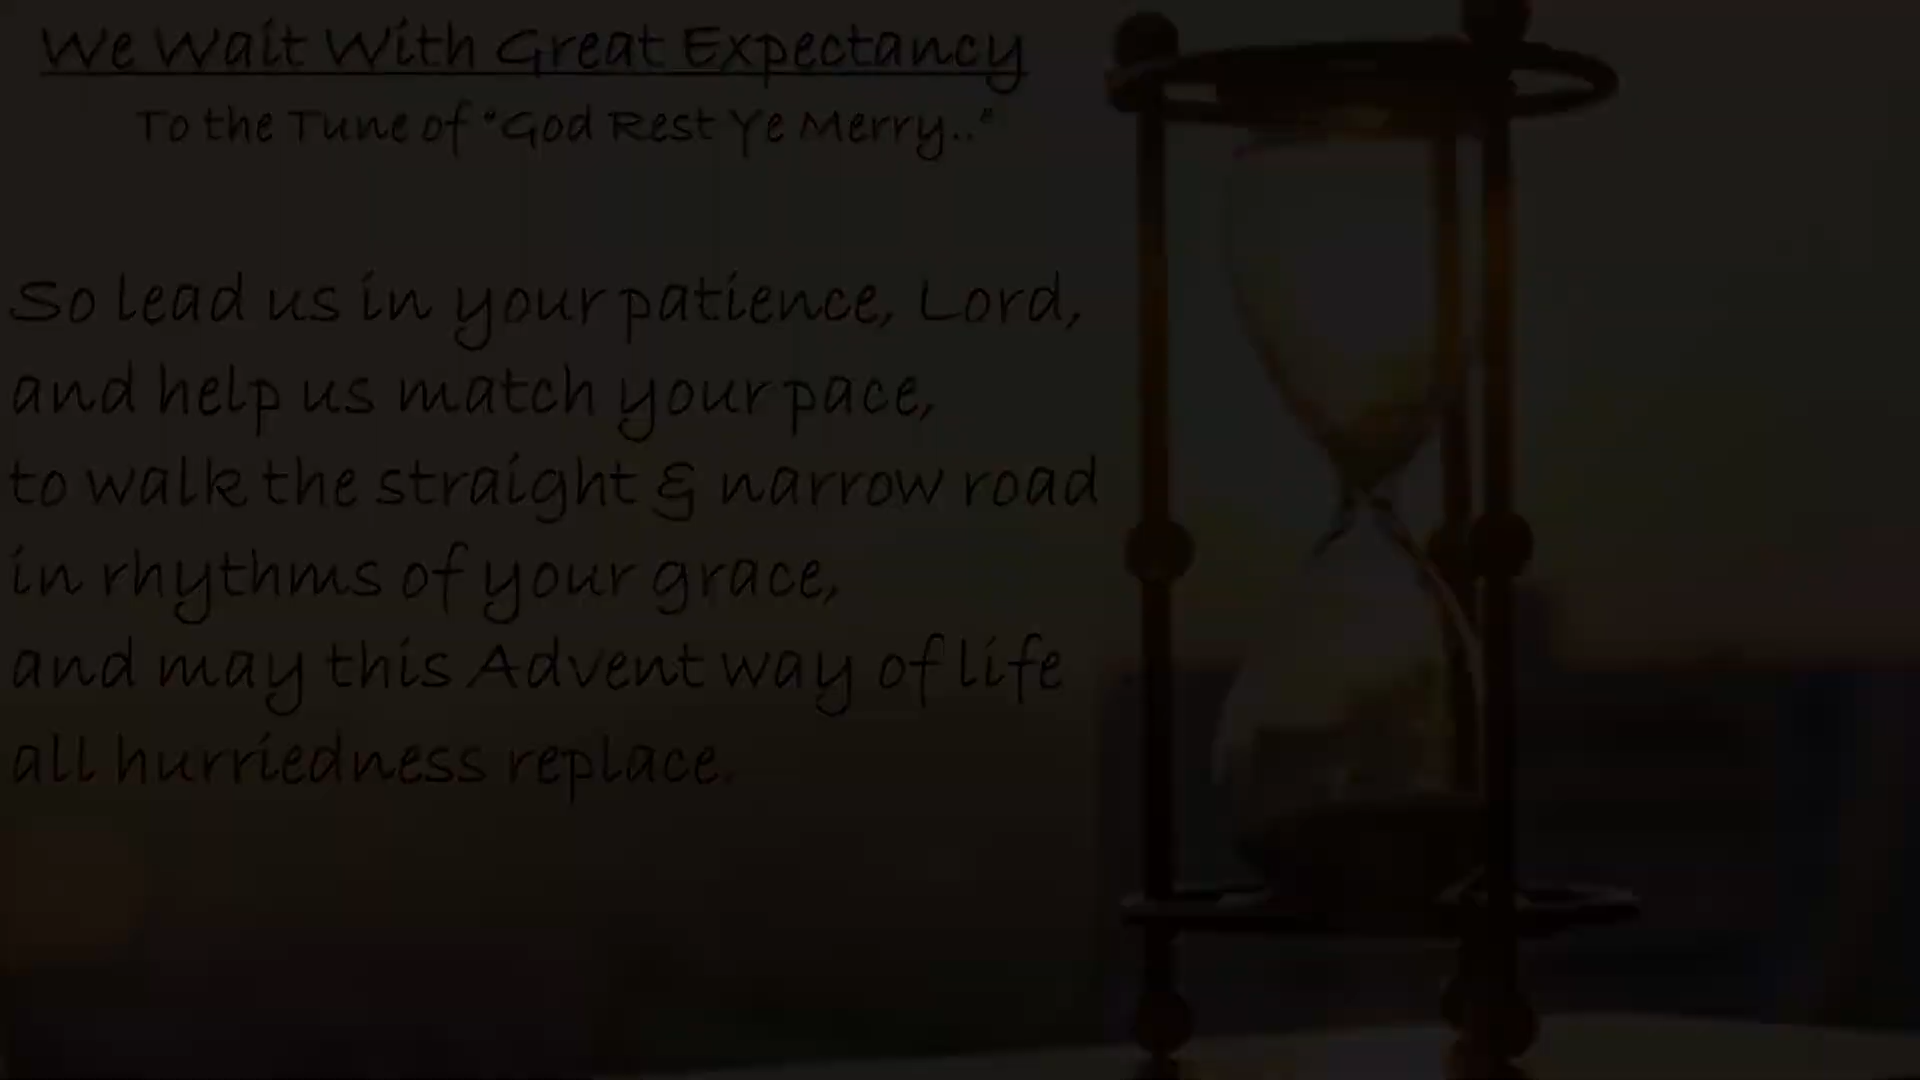 We Wait With Great Expectancy
To the Tune of "God Rest Ye Merry.."
So lead us in your patience, Lord,
and help us match your pace,
to walk the straight & narrow road
in rhythms of your grace,
and may this Advent way of life
all hurriedness replace.